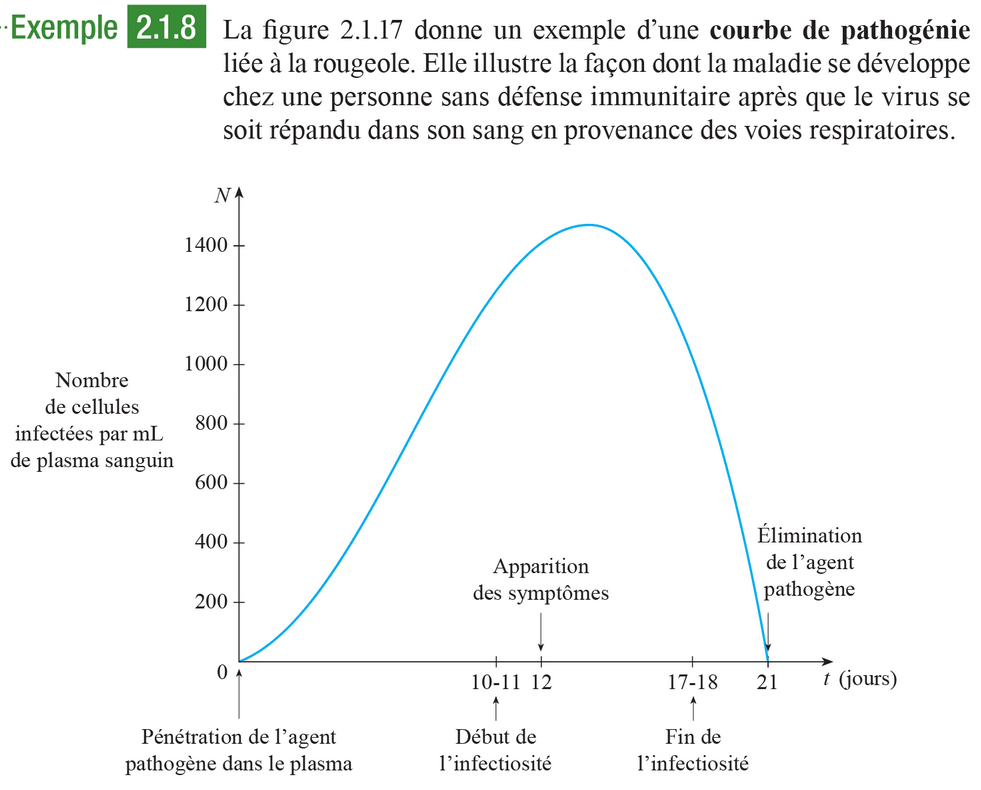 Exemple 2.1.8 La figure 2.1.17 donne un exemple d’une courbe de pathogénie
liée à la rougeole. Elle illustre la façon dont la maladie se développe
chez une personne sans défense immunitaire après que le virus se
soit répandu dans son sang en provenance des voies respiratoires.
N
1400
1200
1000
800
600
400
200
0
Nombre
de cellules
infectées par mL
de plasma sanguin
Apparition
des symptômes
Élimination
de l’agent
pathogène
10-11 12 17-18 21 t (jours)
Pénétration de l’agent
pathogène dans le plasma
Début de
l’infectiosité
Fin de
l’infectiosité